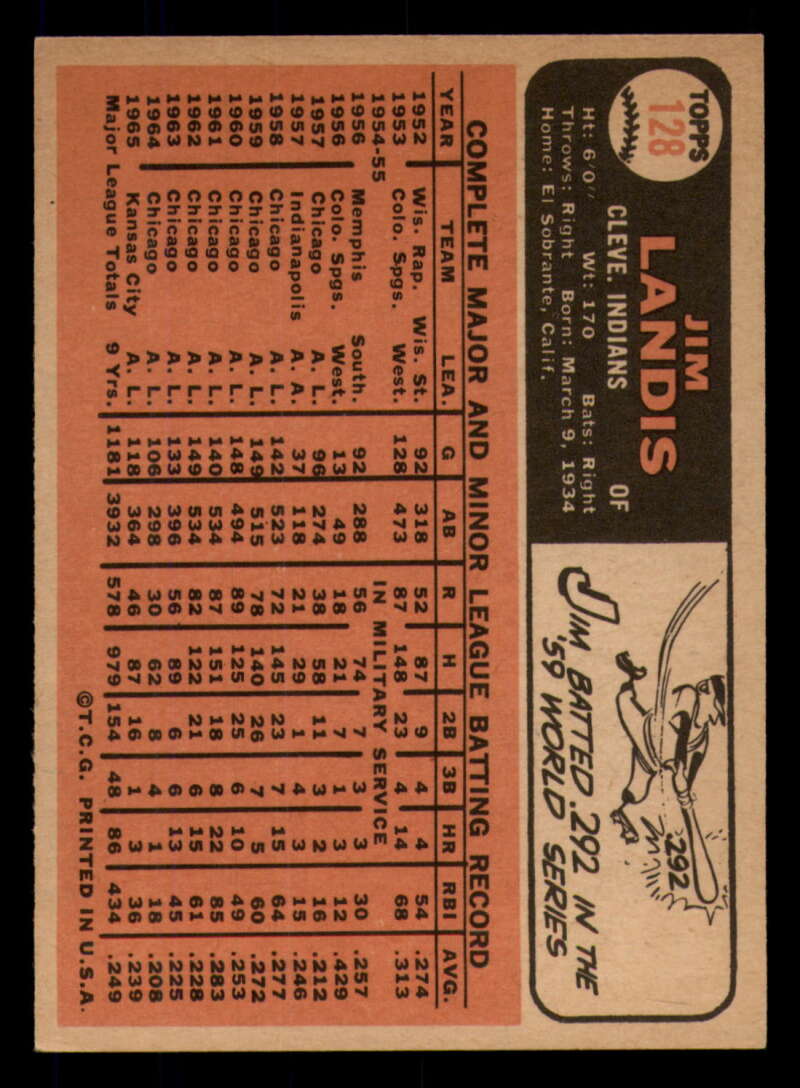 TOPPS
128
JIM
LANDIS
CLEVE. INDIANS OF
Ht: 6'0" Wt: 170 Bats: Right
Throws: Right Born: March 9, 1934
Home: El Sobrante, Calif.
.292
JIM BATTED .292 IN THE
'59 WORLD SERIES
COMPLETE MAJOR AND MINOR LEAGUE BATTING RECORD
YEAR TEAM LEA. G AB R H 2B 3B HR RBI AVG.
1952 Wis. Rap. Wis. St. 92 318 52 87 9 4 4 54 .274
1953 Colo. Spgs. West. 128 473 87 148 23 4 14 68 .313
1954-55 IN MILITARY SERVICE
1956 Memphis South. 92 288 56 74 7 3 3 30 .257
1956 Colo. Spgs. West. 13 49 18 21 7 1 3 12 .429
1957 Chicago A. L. 96 274 38 58 11 3 2 16 .212
1957 Indianapolis A. A. 37 118 21 29 1 4 3 15 .246
1958 Chicago A. L. 142 523 72 145 23 7 15 64 .277
1959 Chicago A. L. 149 515 78 140 26 7 5 60 .272
1960 Chicago A. L. 148 494 89 125 25 6 10 49 .253
1961 Chicago A. L. 140 534 87 151 18 8 22 85 .283
1962 Chicago A. L. 149 534 82 122 21 6 15 61 .228
1963 Chicago A. L. 133 396 56 89 6 6 13 45 .225
1964 Chicago A. L. 106 298 30 62 8 4 1 18 .208
1965 Kansas City A. L. 118 364 46 87 16 1 3 36 .239
Major League Totals 9 Yrs. 1181 3932 578 979 154 48 86 434 .249
©T.C.G. PRINTED IN U.S.A.